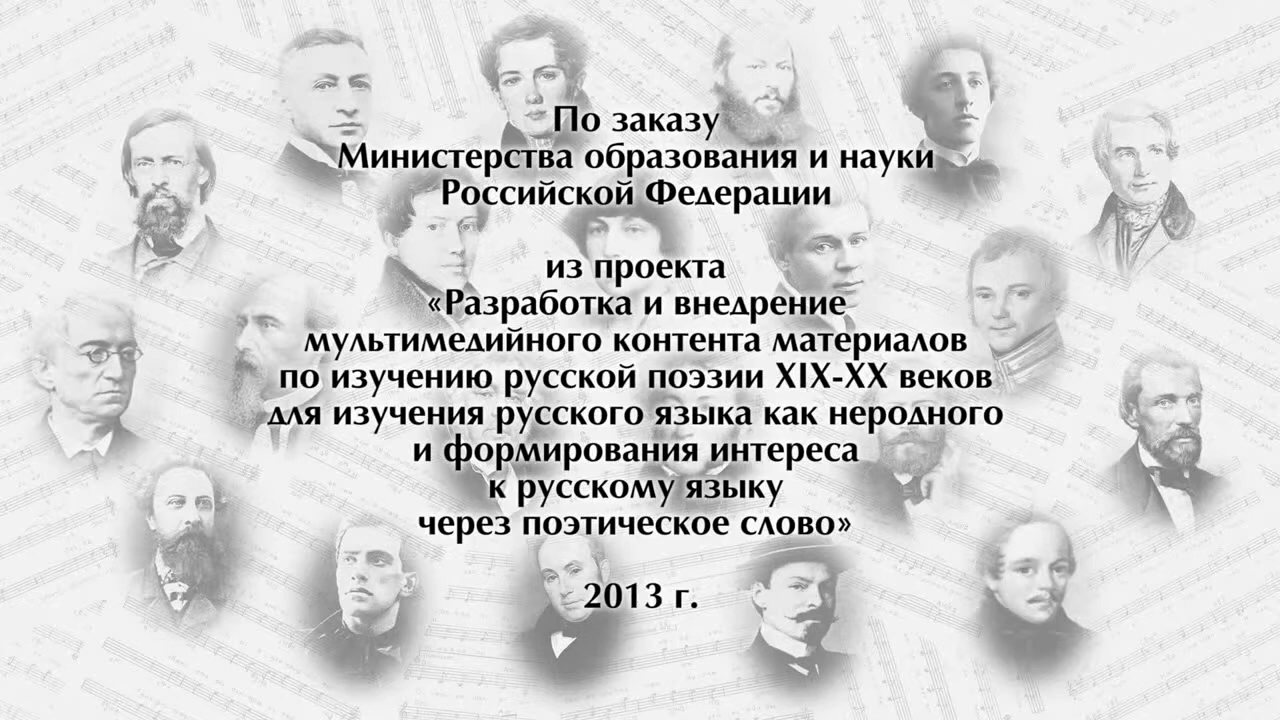 По заказу
Министерства образования и науки
Российской Федерации
из проекта
«Разработка и внедрение
мультимедийного контента материалов
по изучению русской поэзии XIX-XX веков
для изучения русского языка как неродного
и формирования интереса
к русскому языку
через поэтическое слово»
2013 г.